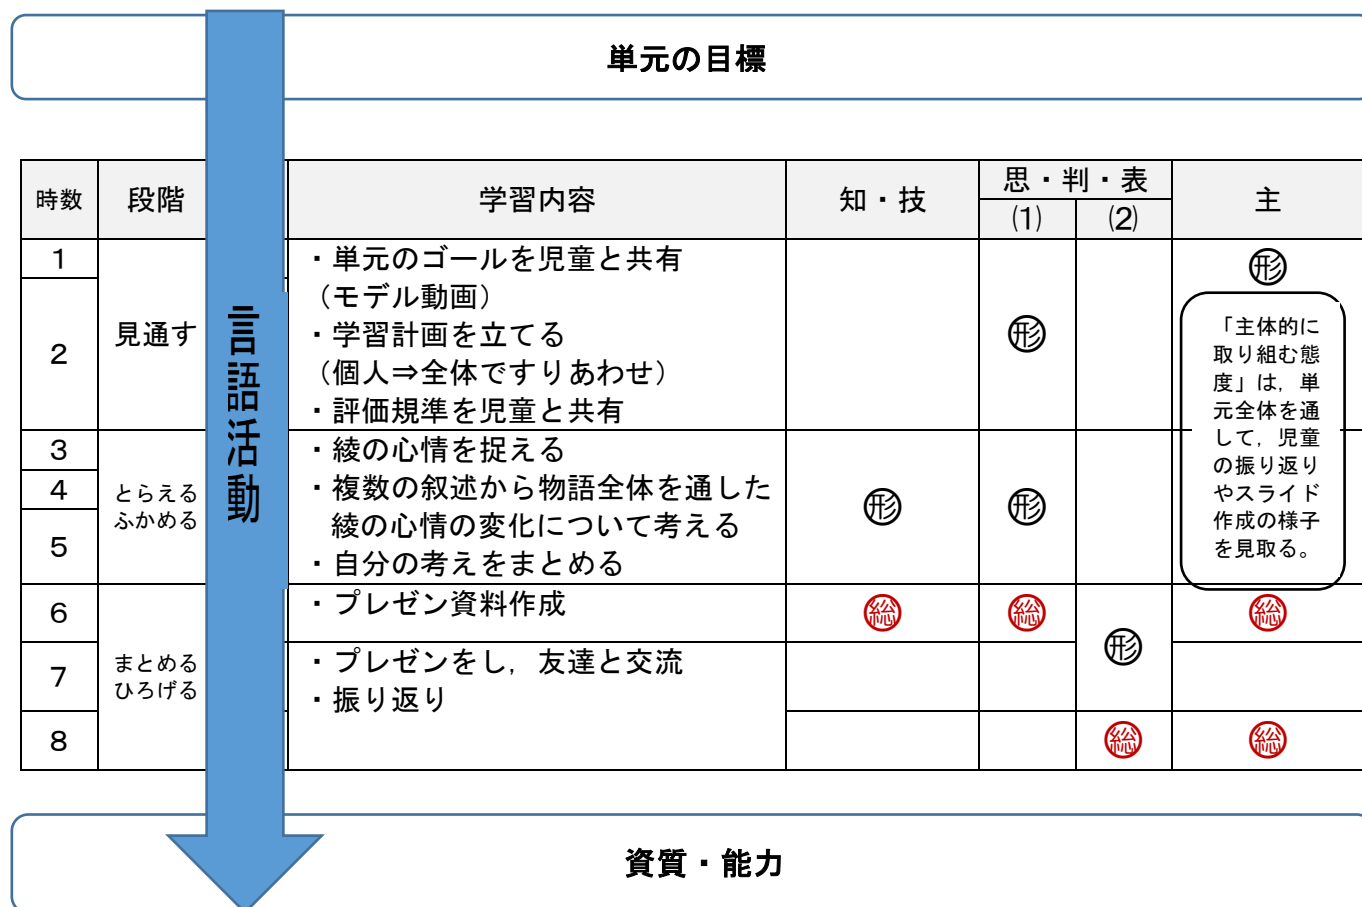 単元の目標
言語活動
時数
段階
学習内容
知・技
思・判・表
主
⑴
⑵
1
2
見通す
・単元のゴールを児童と共有
（モデル動画）
・学習計画を立てる
（個人⇒全体ですりあわせ）
・評価規準を児童と共有
形
形
「主体的に
取り組む態
度」は，単
元全体を通
して，児童
の振り返り
やスライド
作成の様子
を見取る。
3
4
5
とらえる
ふかめる
・綾の心情を捉える
・複数の叙述から物語全体を通した
綾の心情の変化について考える
・自分の考えをまとめる
形
形
6
7
8
まとめる
ひろげる
・プレゼン資料作成
総
総
形
総
・プレゼンをし，友達と交流
・振り返り
総
総
資質・能力